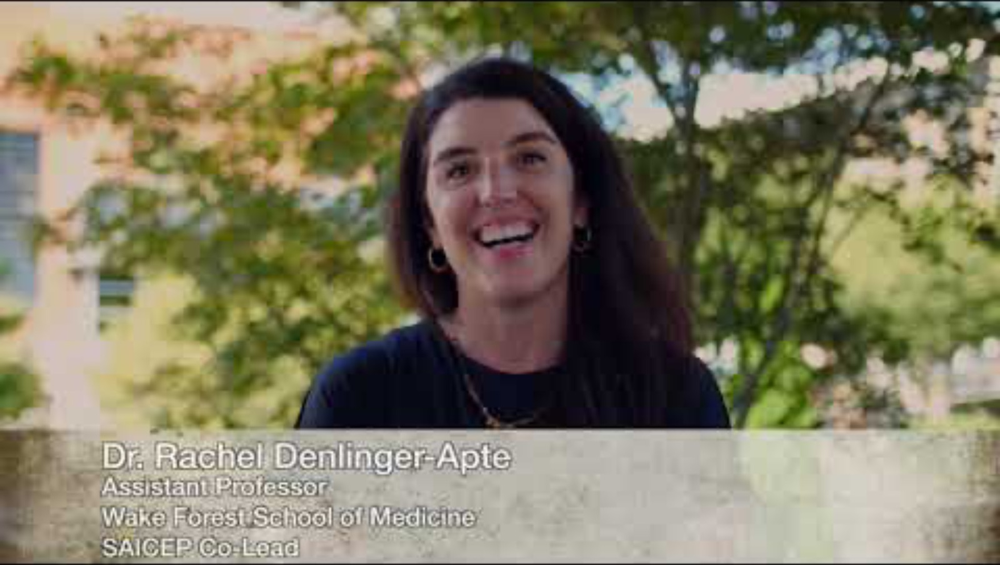 Dr. Rachel Denlinger-Apte
Assistant Professor
Wake Forest School of Medicine
SAICEP Co-Lead